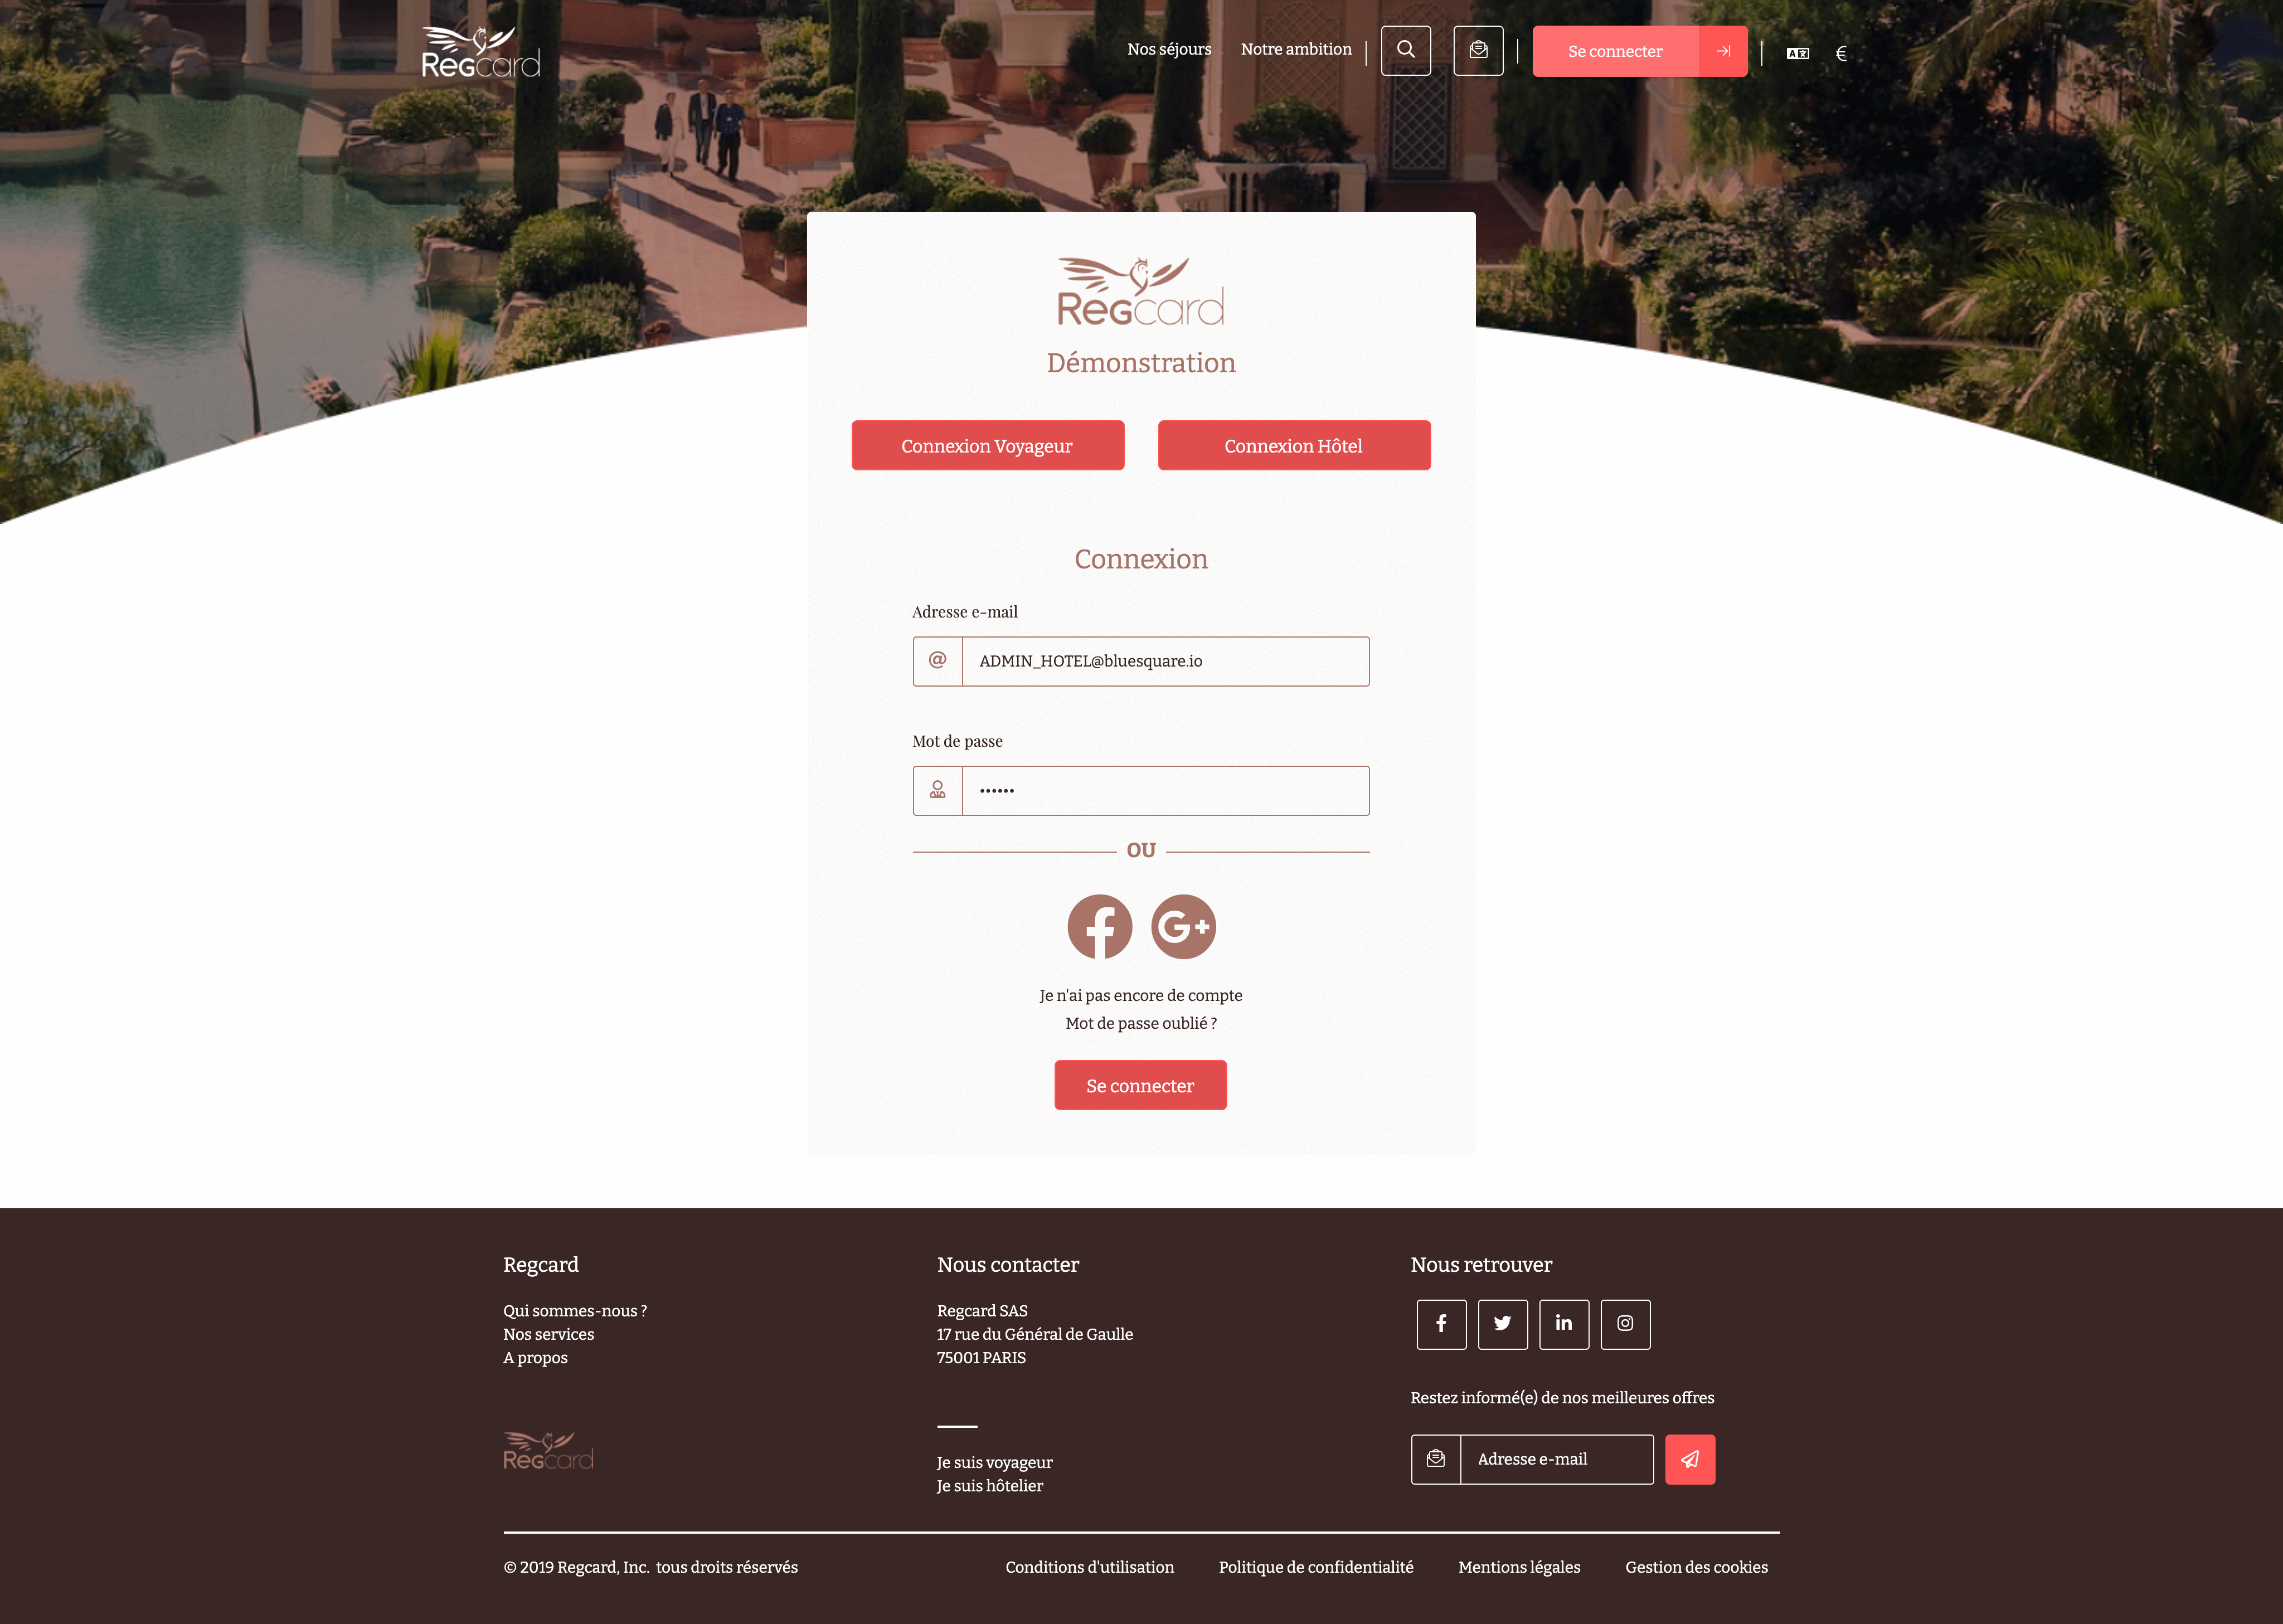 Regcard
Nos séjours
Notre ambition
Se connecter
€
Regcard
Démonstration
Connexion Voyageur
Connexion Hôtel
Connexion
Adresse e-mail
@
ADMIN_HOTEL@bluesquare.io
Mot de passe
••••••
OU
G+
Je n'ai pas encore de compte
Mot de passe oublié ?
Se connecter
Regcard
Qui sommes-nous ?
Nos services
A propos
Regcard
Nous contacter
Regcard SAS
17 rue du Général de Gaulle
75001 PARIS
Je suis voyageur
Je suis hôtelier
Nous retrouver
Restez informé(e) de nos meilleures offres
Adresse e-mail
© 2019 Regcard, Inc. tous droits réservés
Conditions d'utilisation
Politique de confidentialité
Mentions légales
Gestion des cookies